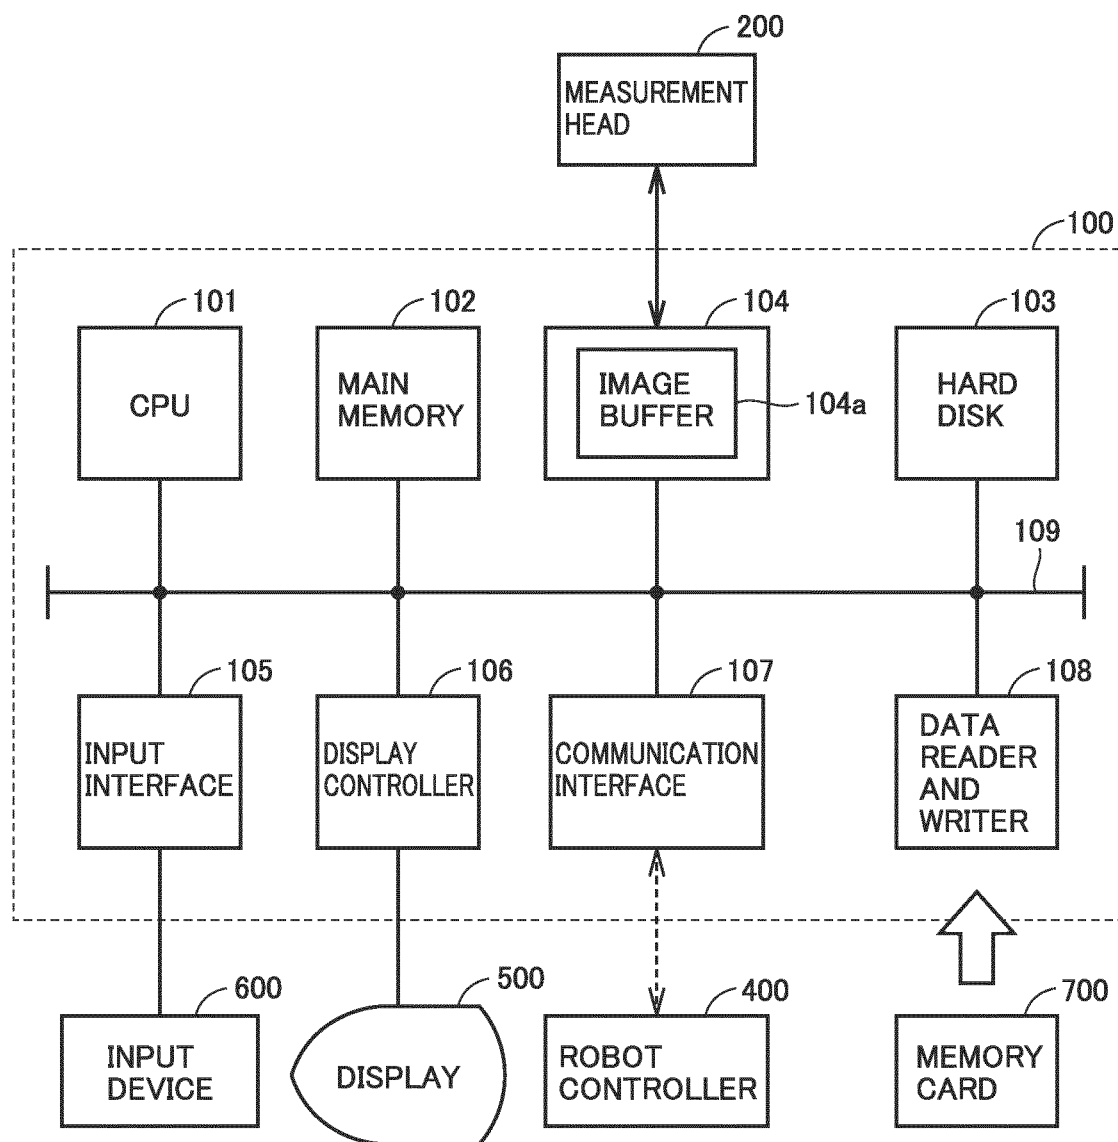 200
MEASUREMENT
HEAD
100
101
102
104
103
CPU
MAIN
MEMORY
IMAGE
BUFFER
104a
HARD
DISK
109
105
106
107
108
INPUT
INTERFACE
DISPLAY
CONTROLLER
COMMUNICATION
INTERFACE
DATA
READER
AND
WRITER
600
500
400
700
INPUT
DEVICE
DISPLAY
ROBOT
CONTROLLER
MEMORY
CARD